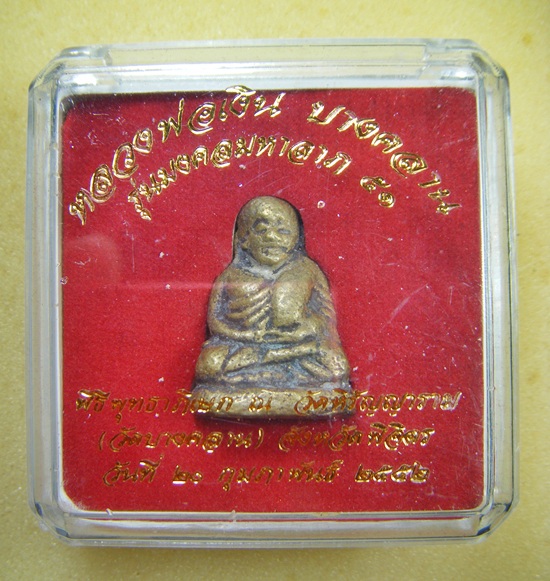 หลวงพ่อเงิน บางคลาน
รุ่นมงคลมหาลาภ ๕๑
พิธีพุทธาภิเษก ณ วัดหิรัญญาราม
(วัดบางคลาน) จังหวัดพิจิตร
วันที่ ๒๐ กุมภาพันธ์ ๒๕๕๒